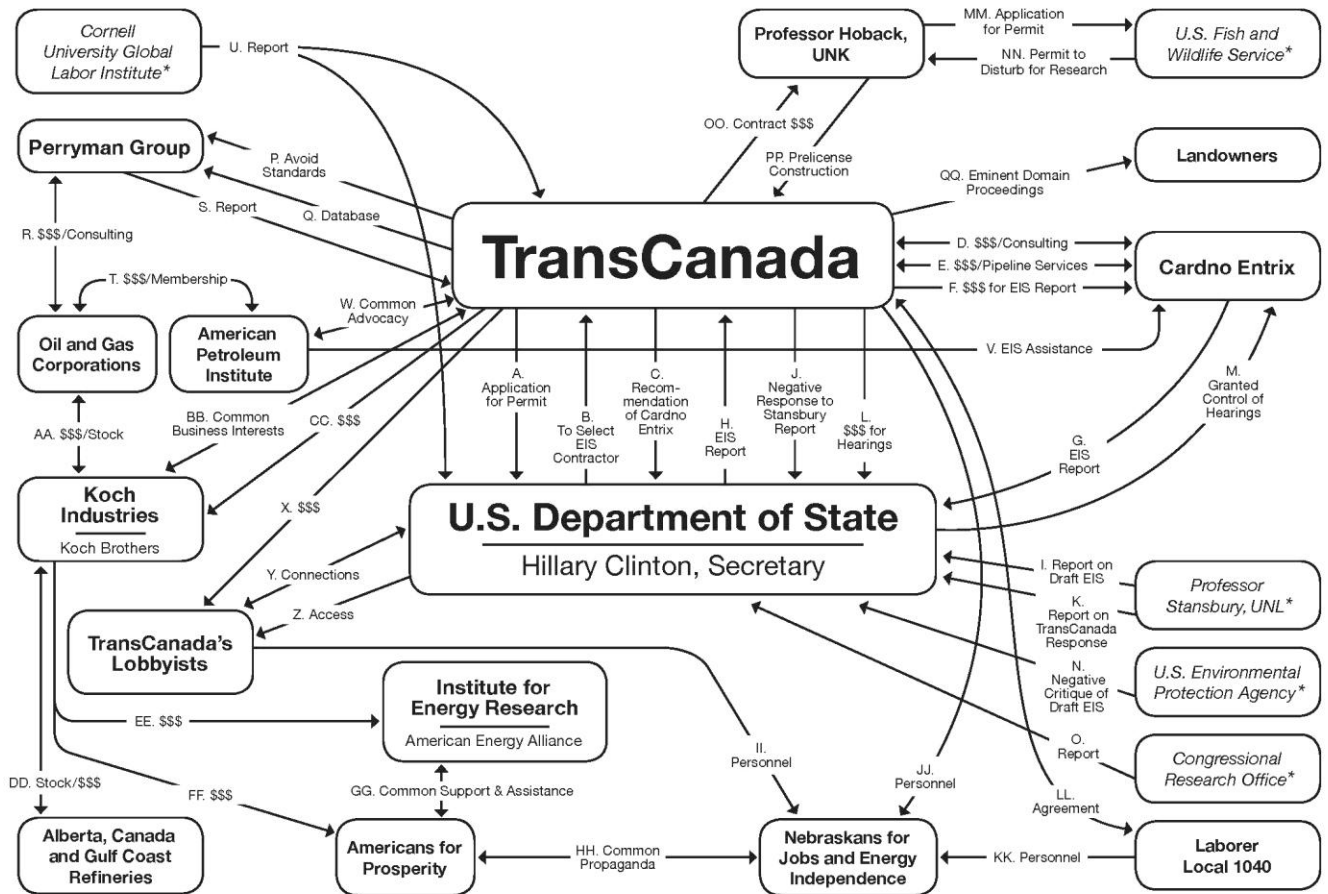 Cornell
University Global
Labor Institute*
U. Report
Professor Hoback,
UNK
MM. Application
for Permit
NN. Permit to
Disturb for Research
U.S. Fish and
Wildlife Service*
Perryman Group
P. Avoid
Standards
Q. Database
S. Report
R. $$$/Consulting
OO. Contract $$$
PP. Prelicense
Construction
QQ. Eminent Domain
Proceedings
Landowners
TransCanada
D. $$$/Consulting
E. $$$/Pipeline Services
F. $$$ for EIS Report
Cardno Entrix
T. $$$/Membership
W. Common
Advocacy
Oil and Gas
Corporations
American
Petroleum
Institute
V. EIS Assistance
A.
Application
for Permit
B.
To Select
EIS
Contractor
C.
Recom-
mendation
of Cardno
Entrix
H.
EIS
Report
J.
Negative
Response to
Stansbury
Report
L.
$$$ for
Hearings
M.
Granted
Control of
Hearings
G.
EIS
Report
AA. $$$/Stock
BB. Common
Business Interests
CC. $$$
Koch
Industries
Koch Brothers
X. $$$
U.S. Department of State
Hillary Clinton, Secretary
Y. Connections
Z. Access
I. Report on
Draft EIS
K.
Report on
TransCanada
Response
Professor
Stansbury, UNL*
TransCanada's
Lobbyists
N.
Negative
Critique of
Draft EIS
U.S. Environmental
Protection Agency*
Institute for
Energy Research
American Energy Alliance
EE. $$$
O.
Report
Congressional
Research Office*
II.
Personnel
JJ.
Personnel
LL.
Agreement
DD. Stock/$$$
FF. $$$
GG. Common Support & Assistance
Alberta, Canada
and Gulf Coast
Refineries
Americans for
Prosperity
HH. Common
Propaganda
Nebraskans for
Jobs and Energy
Independence
KK. Personnel
Laborer
Local 1040